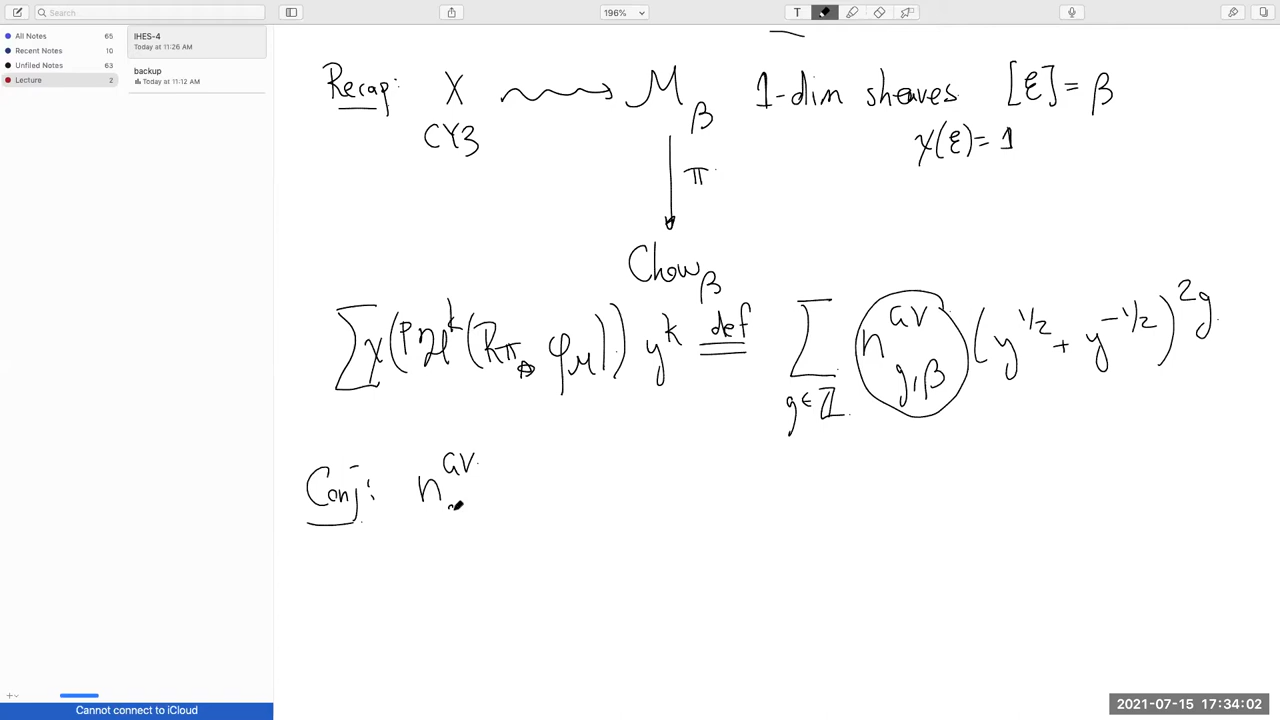 Search
196%
T
All Notes 65
Recent Notes 10
Unfiled Notes 63
Lecture 2
IHES-4
Today at 11:26 AM
backup
Today at 11:12 AM
Recap: X ⇝ M_β 1-dim sheaves [E] = β
CY3 χ(E) = 1
π
Chow_β
∑ χ(ᵖH^k(Rπ_* φ_M)) y^k =def= ∑_{g∈ℤ} n^{av}_{g,β} (y^{1/2} + y^{-1/2})^{2g}
Conj: n^{av}
Cannot connect to iCloud
2021-07-15 17:34:02